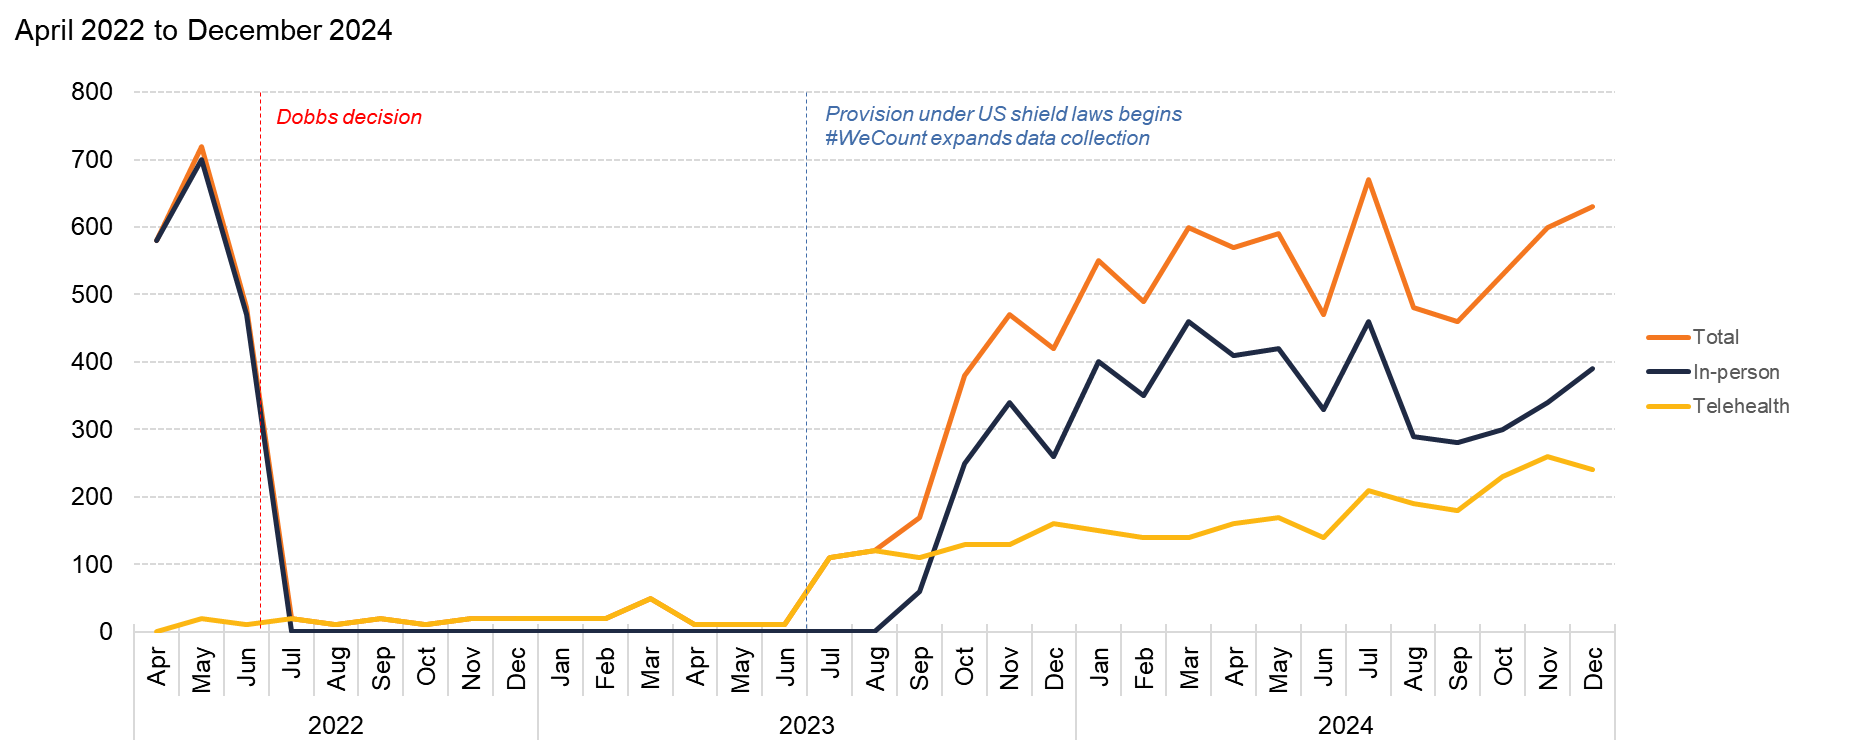 April 2022 to December 2024
800
700
600
500
400
300
200
100
0
Dobbs decision
Provision under US shield laws begins
#WeCount expands data collection
Total
In-person
Telehealth
Apr May Jun Jul Aug Sep Oct Nov Dec Jan Feb Mar Apr May Jun Jul Aug Sep Oct Nov Dec Jan Feb Mar Apr May Jun Jul Aug Sep Oct Nov Dec
2022 2023 2024